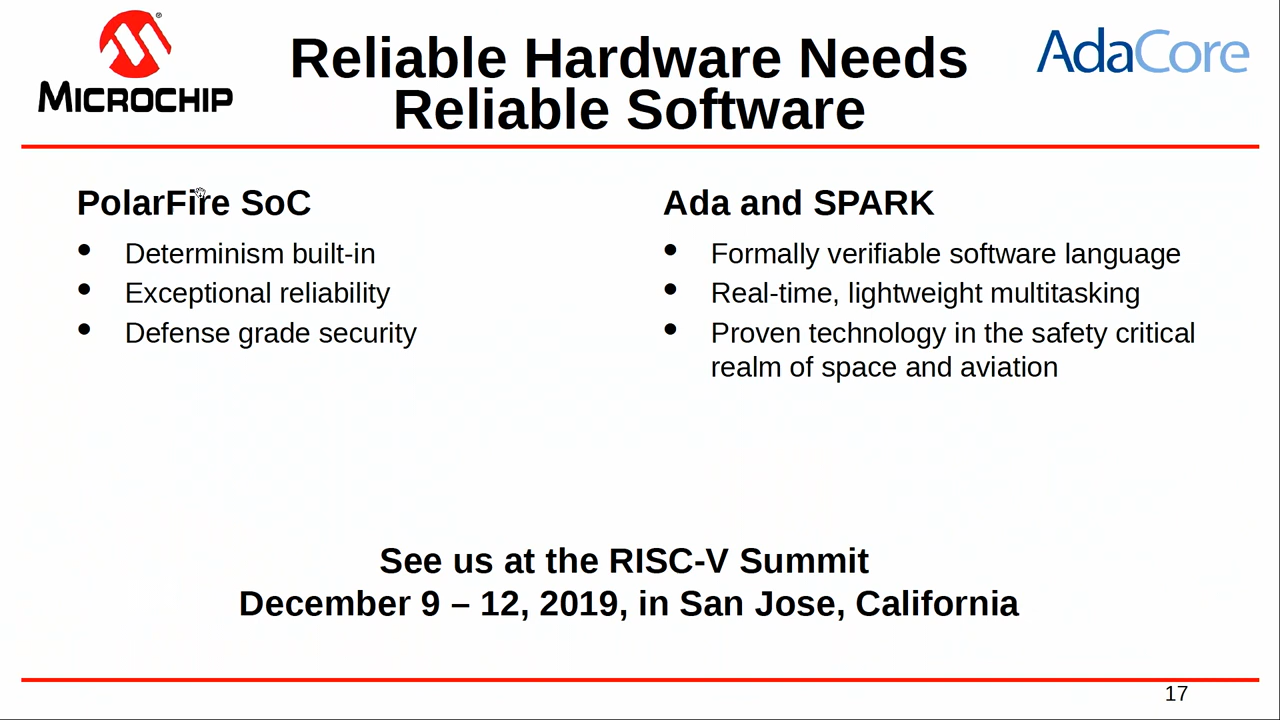 MICROCHIP
Reliable Hardware Needs
Reliable Software
AdaCore
PolarFire SoC
• Determinism built-in
• Exceptional reliability
• Defense grade security
Ada and SPARK
• Formally verifiable software language
• Real-time, lightweight multitasking
• Proven technology in the safety critical
realm of space and aviation
See us at the RISC-V Summit
December 9 – 12, 2019, in San Jose, California
17